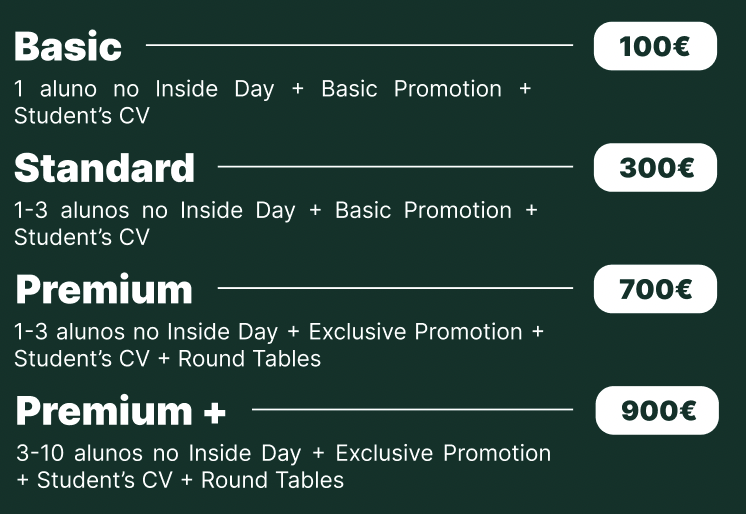 Basic 100€
1 aluno no Inside Day + Basic Promotion +
Student’s CV
Standard 300€
1-3 alunos no Inside Day + Basic Promotion +
Student’s CV
Premium 700€
1-3 alunos no Inside Day + Exclusive Promotion +
Student’s CV + Round Tables
Premium + 900€
3-10 alunos no Inside Day + Exclusive Promotion
+ Student’s CV + Round Tables